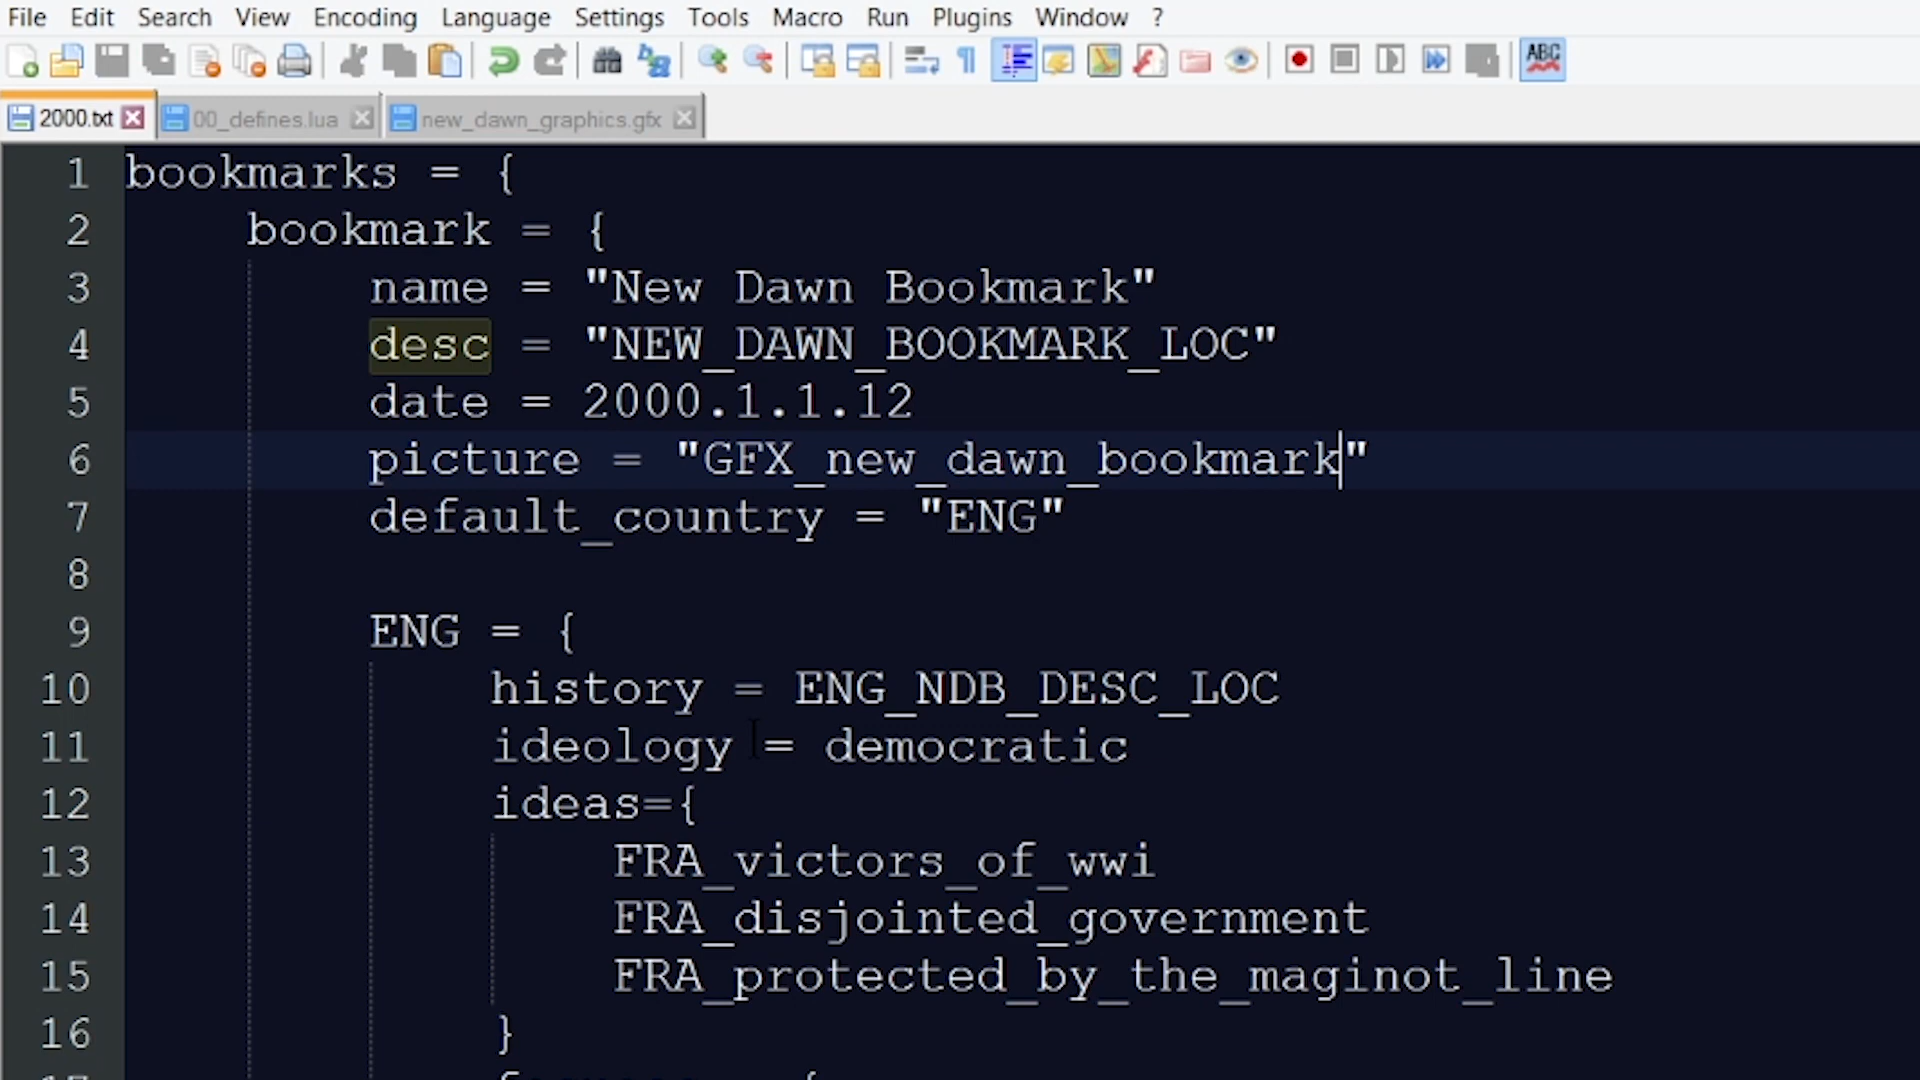 File Edit Search View Encoding Language Settings Tools Macro Run Plugins Window ?
ABC
2000.txt 00_defines.lua new_dawn_graphics.gfx
1 bookmarks = {
2 bookmark = {
3 name = "New Dawn Bookmark"
4 desc = "NEW_DAWN_BOOKMARK_LOC"
5 date = 2000.1.1.12
6 picture = "GFX_new_dawn_bookmark"
7 default_country = "ENG"
8
9 ENG = {
10 history = ENG_NDB_DESC_LOC
11 ideology = democratic
12 ideas={
13 FRA_victors_of_wwi
14 FRA_disjointed_government
15 FRA_protected_by_the_maginot_line
16 }